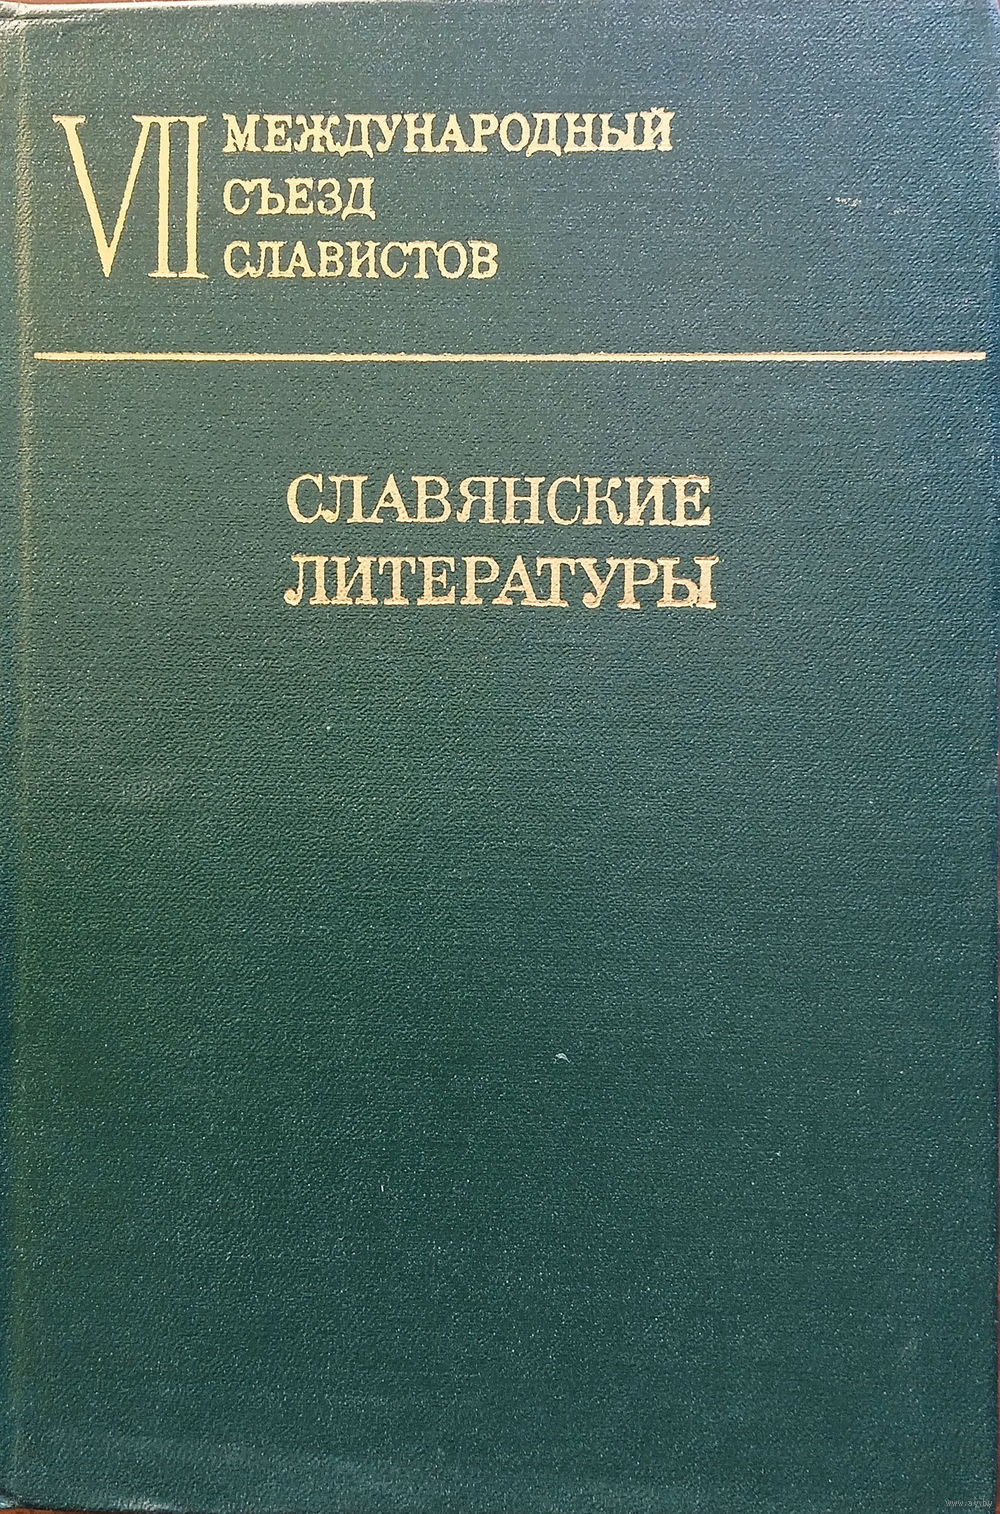 VII МЕЖДУНАРОДНЫЙ
СЪЕЗД
СЛАВИСТОВ
СЛАВЯНСКИЕ
ЛИТЕРАТУРЫ